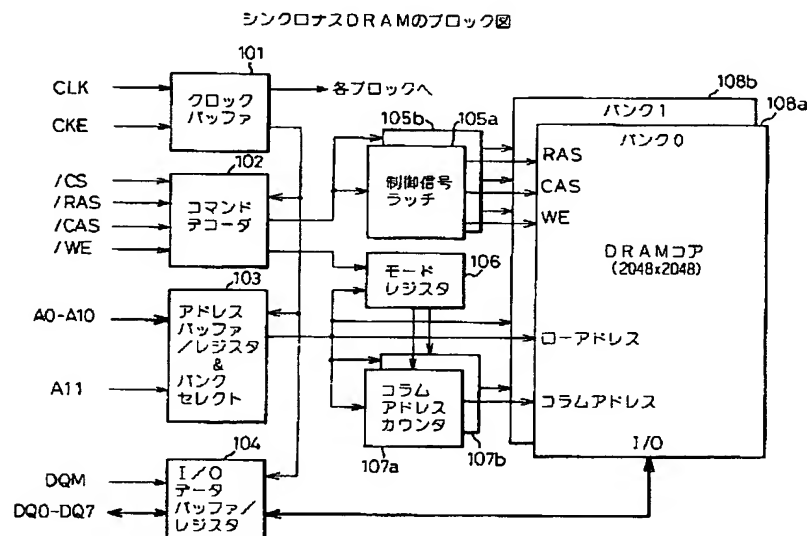 シンクロナスDRAMのブロック図
CLK
CKE
101
クロック
バッファ
各ブロックへ
/CS
/RAS
/CAS
/WE
102
コマンド
デコーダ
105b
105a
制御信号
ラッチ
108b
108a
バンク1
バンク0
RAS
CAS
WE
DRAMコア
(2048x2048)
106
モード
レジスタ
A0-A10
A11
103
アドレス
バッファ
/レジスタ
&
バンク
セレクト
ローアドレス
コラム
アドレス
カウンタ
107a
107b
コラムアドレス
I/O
DQM
DQ0-DQ7
104
I/O
データ
バッファ/
レジスタ